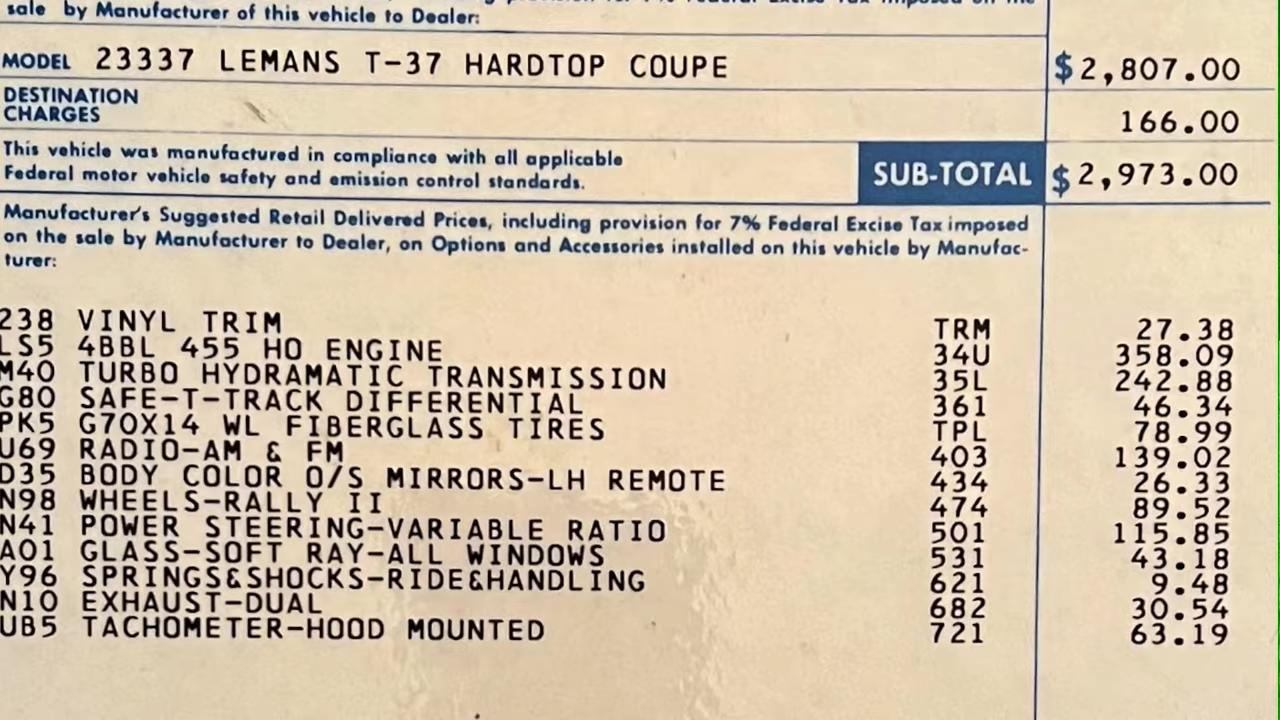 sale by Manufacturer of this vehicle to Dealer:
MODEL 23337 LEMANS T-37 HARDTOP COUPE $2,807.00
DESTINATION
CHARGES 166.00
This vehicle was manufactured in compliance with all applicable
Federal motor vehicle safety and emission control standards.
SUB-TOTAL $2,973.00
Manufacturer's Suggested Retail Delivered Prices, including provision for 7% Federal Excise Tax imposed
on the sale by Manufacturer to Dealer, on Options and Accessories installed on this vehicle by Manufac-
turer:
238 VINYL TRIM TRM 27.38
LS5 4BBL 455 HO ENGINE 34U 358.09
M40 TURBO HYDRAMATIC TRANSMISSION 35L 242.88
G80 SAFE-T-TRACK DIFFERENTIAL 361 46.34
PK5 G70X14 WL FIBERGLASS TIRES TPL 78.99
U69 RADIO-AM & FM 403 139.02
D35 BODY COLOR O/S MIRRORS-LH REMOTE 434 26.33
N98 WHEELS-RALLY II 474 89.52
N41 POWER STEERING-VARIABLE RATIO 501 115.85
A01 GLASS-SOFT RAY-ALL WINDOWS 531 43.18
Y96 SPRINGS&SHOCKS-RIDE&HANDLING 621 9.48
N10 EXHAUST-DUAL 682 30.54
UB5 TACHOMETER-HOOD MOUNTED 721 63.19